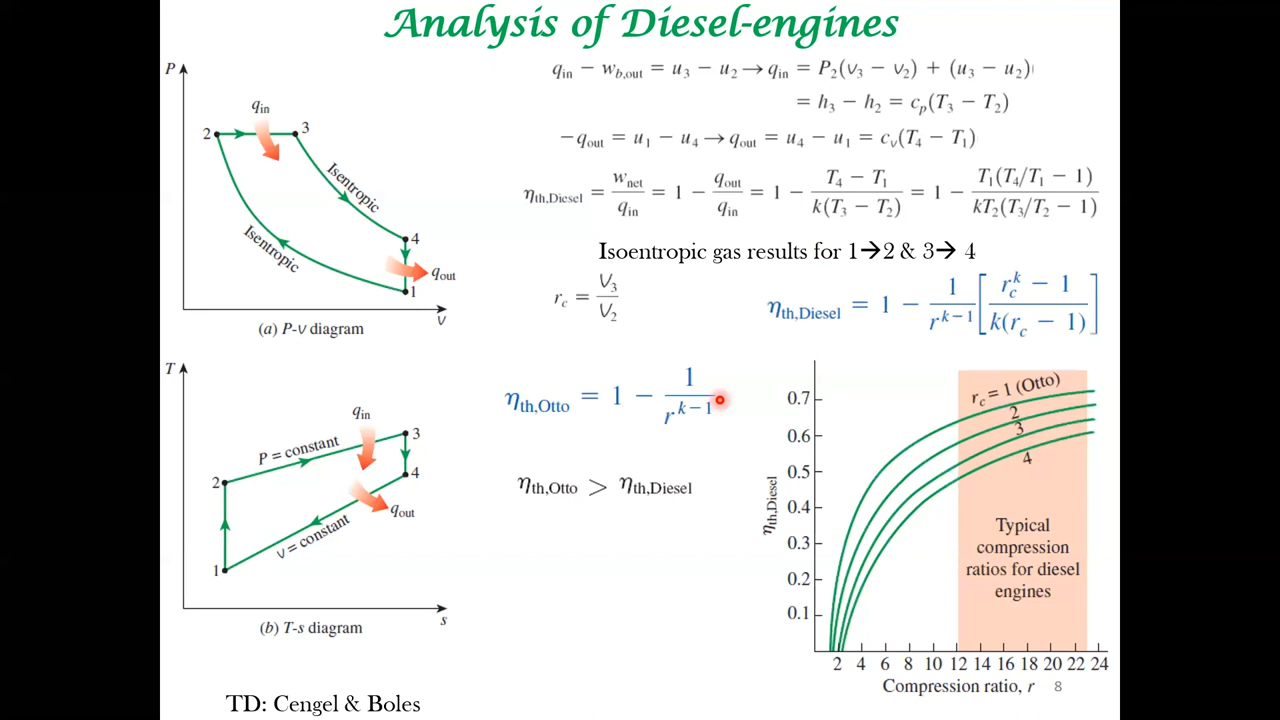 Analysis of Diesel-engines
P
q_in
2
3
Isentropic
Isentropic
4
q_out
1
v
(a) P-v diagram
q_in − w_b,out = u_3 − u_2 → q_in = P_2(v_3 − v_2) + (u_3 − u_2)
= h_3 − h_2 = c_p(T_3 − T_2)
−q_out = u_1 − u_4 → q_out = u_4 − u_1 = c_v(T_4 − T_1)
η_th,Diesel = w_net/q_in = 1 − q_out/q_in = 1 − (T_4 − T_1)/(k(T_3 − T_2)) = 1 − T_1(T_4/T_1 − 1)/(kT_2(T_3/T_2 − 1))
Isoentropic gas results for 1→2 & 3→ 4
r_c = V_3/V_2
η_th,Diesel = 1 − 1/r^(k−1) [(r_c^k − 1)/(k(r_c − 1))]
T
q_in
P = constant
3
2
4
q_out
v = constant
1
s
(b) T-s diagram
η_th,Otto = 1 − 1/r^(k−1)
η_th,Otto > η_th,Diesel
η_th,Diesel
0.7
0.6
0.5
0.4
0.3
0.2
0.1
r_c = 1 (Otto)
2
3
4
Typical
compression
ratios for diesel
engines
2 4 6 8 10 12 14 16 18 20 22 24
Compression ratio, r
8
TD: Cengel & Boles